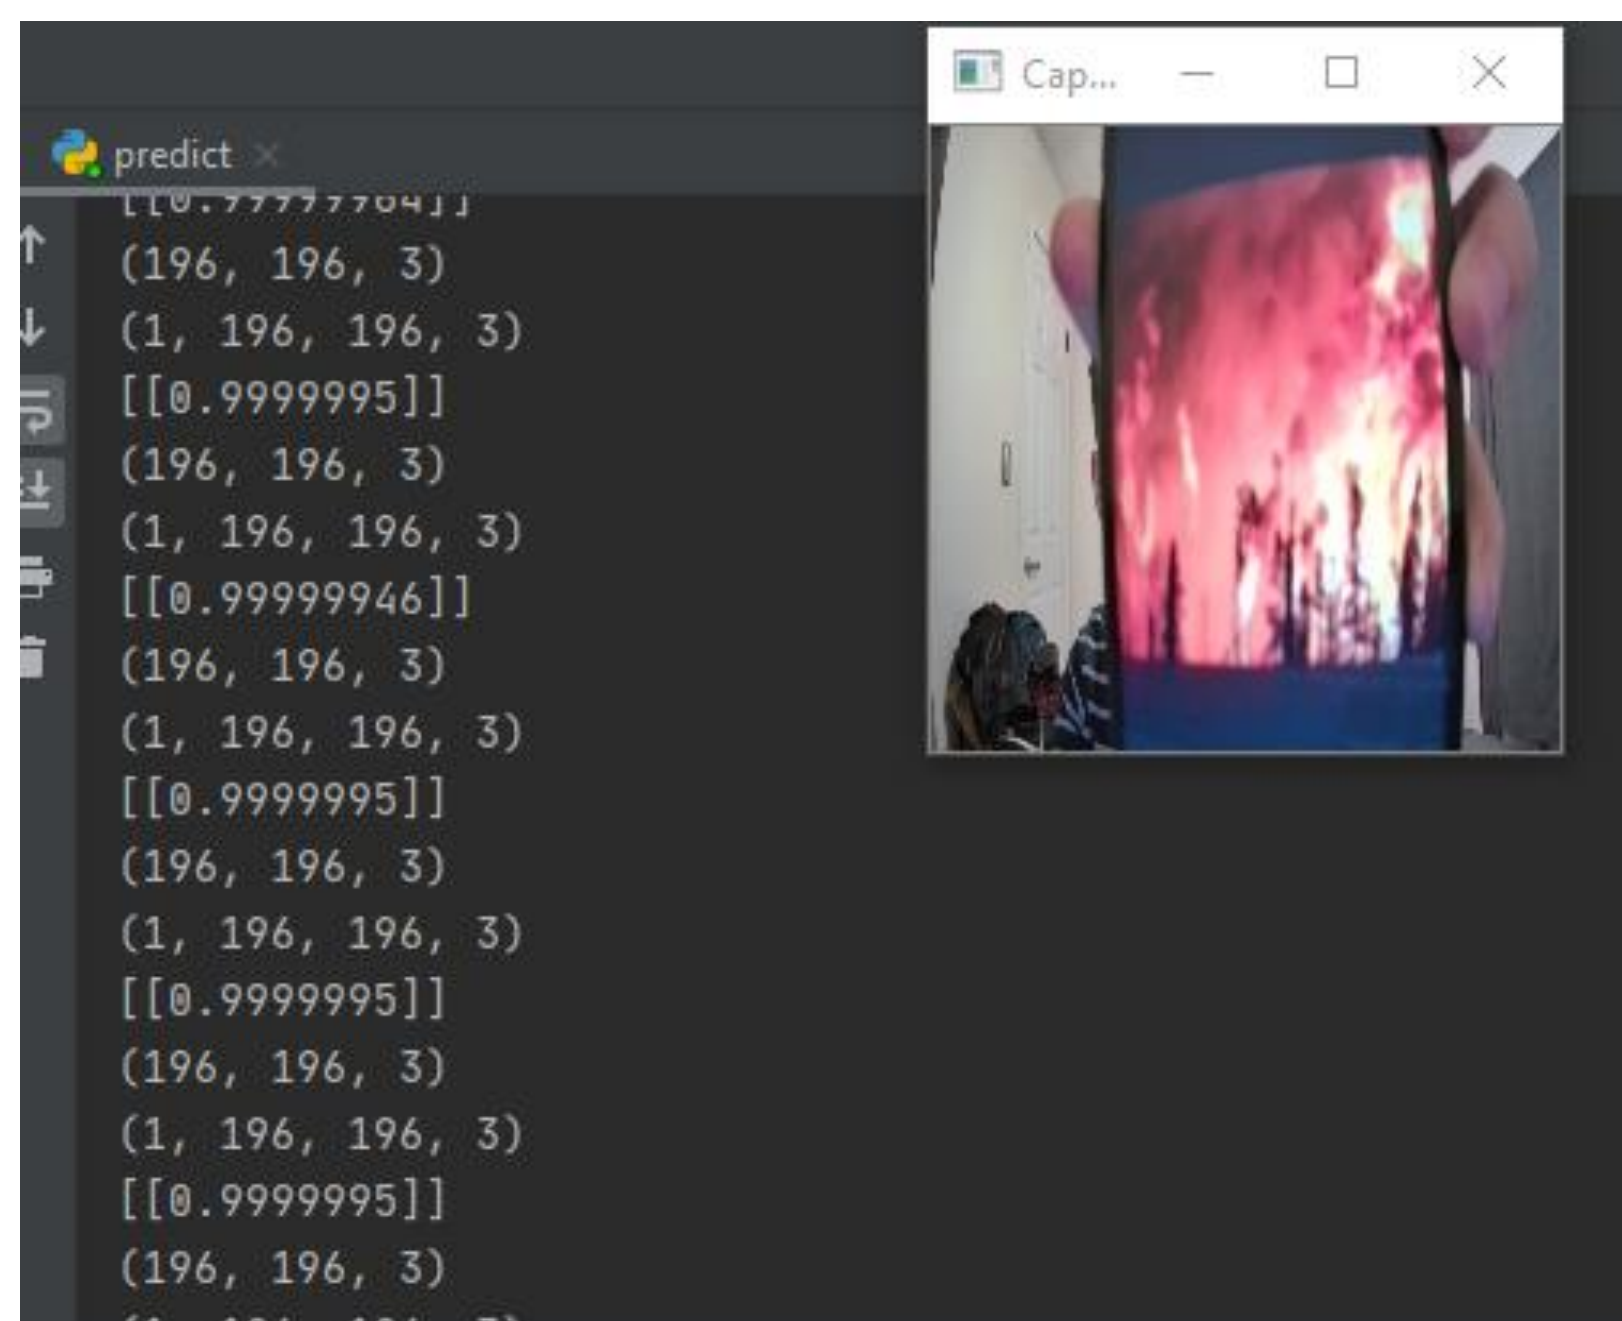 Cap...
predict
(196, 196, 3)
(1, 196, 196, 3)
[[0.9999995]]
(196, 196, 3)
(1, 196, 196, 3)
[[0.99999946]]
(196, 196, 3)
(1, 196, 196, 3)
[[0.9999995]]
(196, 196, 3)
(1, 196, 196, 3)
[[0.9999995]]
(196, 196, 3)
(1, 196, 196, 3)
[[0.9999995]]
(196, 196, 3)